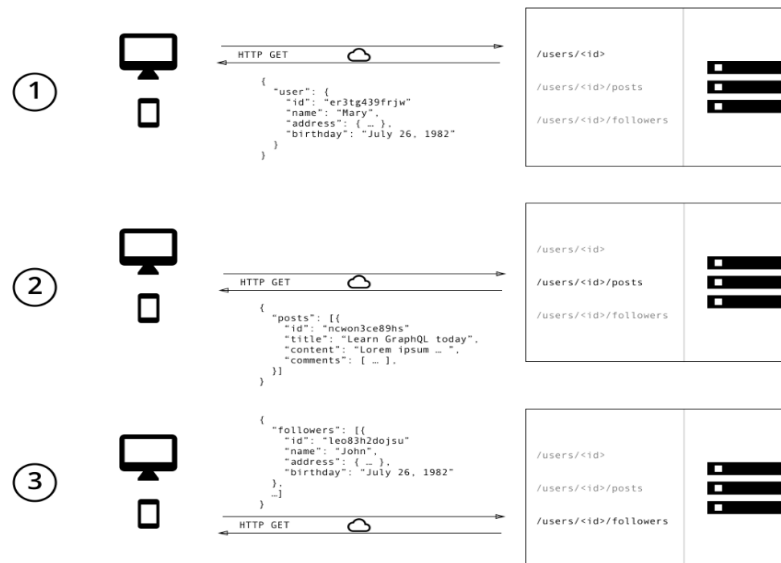 1
HTTP GET
{
"user": {
"id": "er3tg439frjw"
"name": "Mary",
"address": { … },
"birthday": "July 26, 1982"
}
}
/users/<id>
/users/<id>/posts
/users/<id>/followers
2
HTTP GET
{
"posts": [{
"id": "ncwon3ce89hs"
"title": "Learn GraphQL today",
"content": "Lorem ipsum … ",
"comments": [ … ],
}]
}
/users/<id>
/users/<id>/posts
/users/<id>/followers
3
{
"followers": [{
"id": "leo83h2dojsu"
"name": "John",
"address": { … },
"birthday": "July 26, 1982"
},
…]
}
HTTP GET
/users/<id>
/users/<id>/posts
/users/<id>/followers